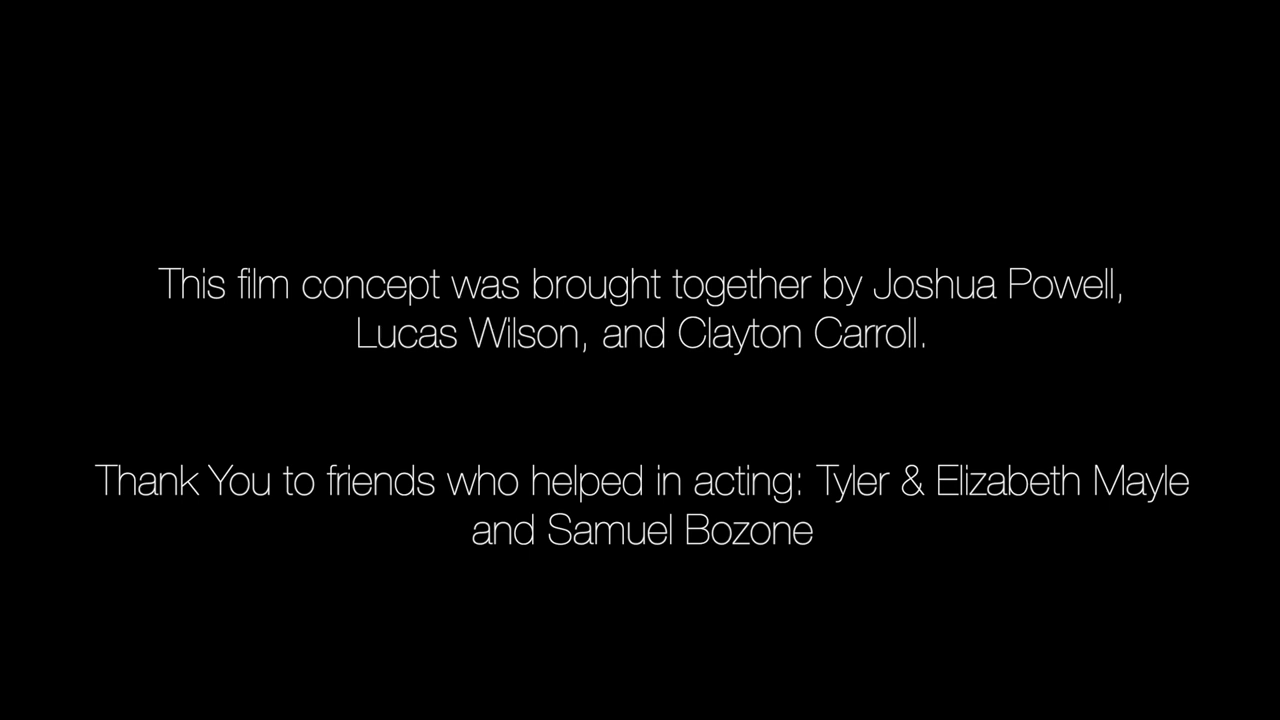 This film concept was brought together by Joshua Powell,
Lucas Wilson, and Clayton Carroll.
Thank You to friends who helped in acting: Tyler & Elizabeth Mayle
and Samuel Bozone